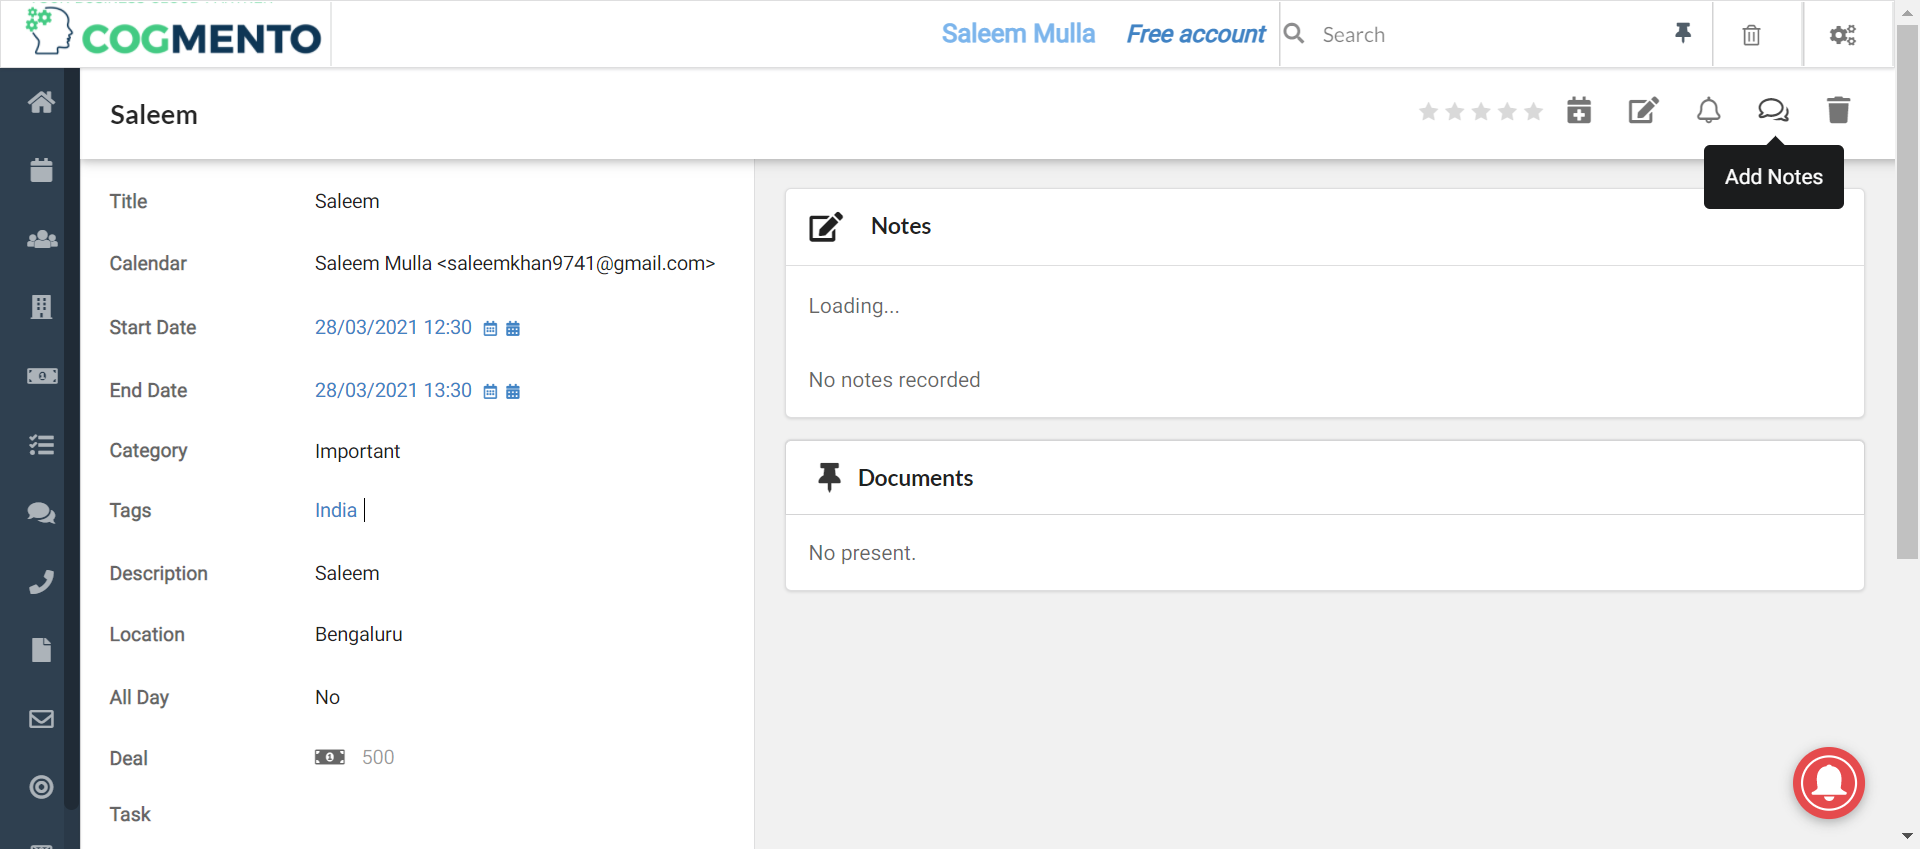 COGMENTO
Saleem Mulla
Free account
Search
Saleem
Add Notes
Title
Saleem
Calendar
Saleem Mulla <saleemkhan9741@gmail.com>
Start Date
28/03/2021 12:30
End Date
28/03/2021 13:30
Category
Important
Tags
India
Description
Saleem
Location
Bengaluru
All Day
No
Deal
500
Task
Notes
Loading...
No notes recorded
Documents
No present.